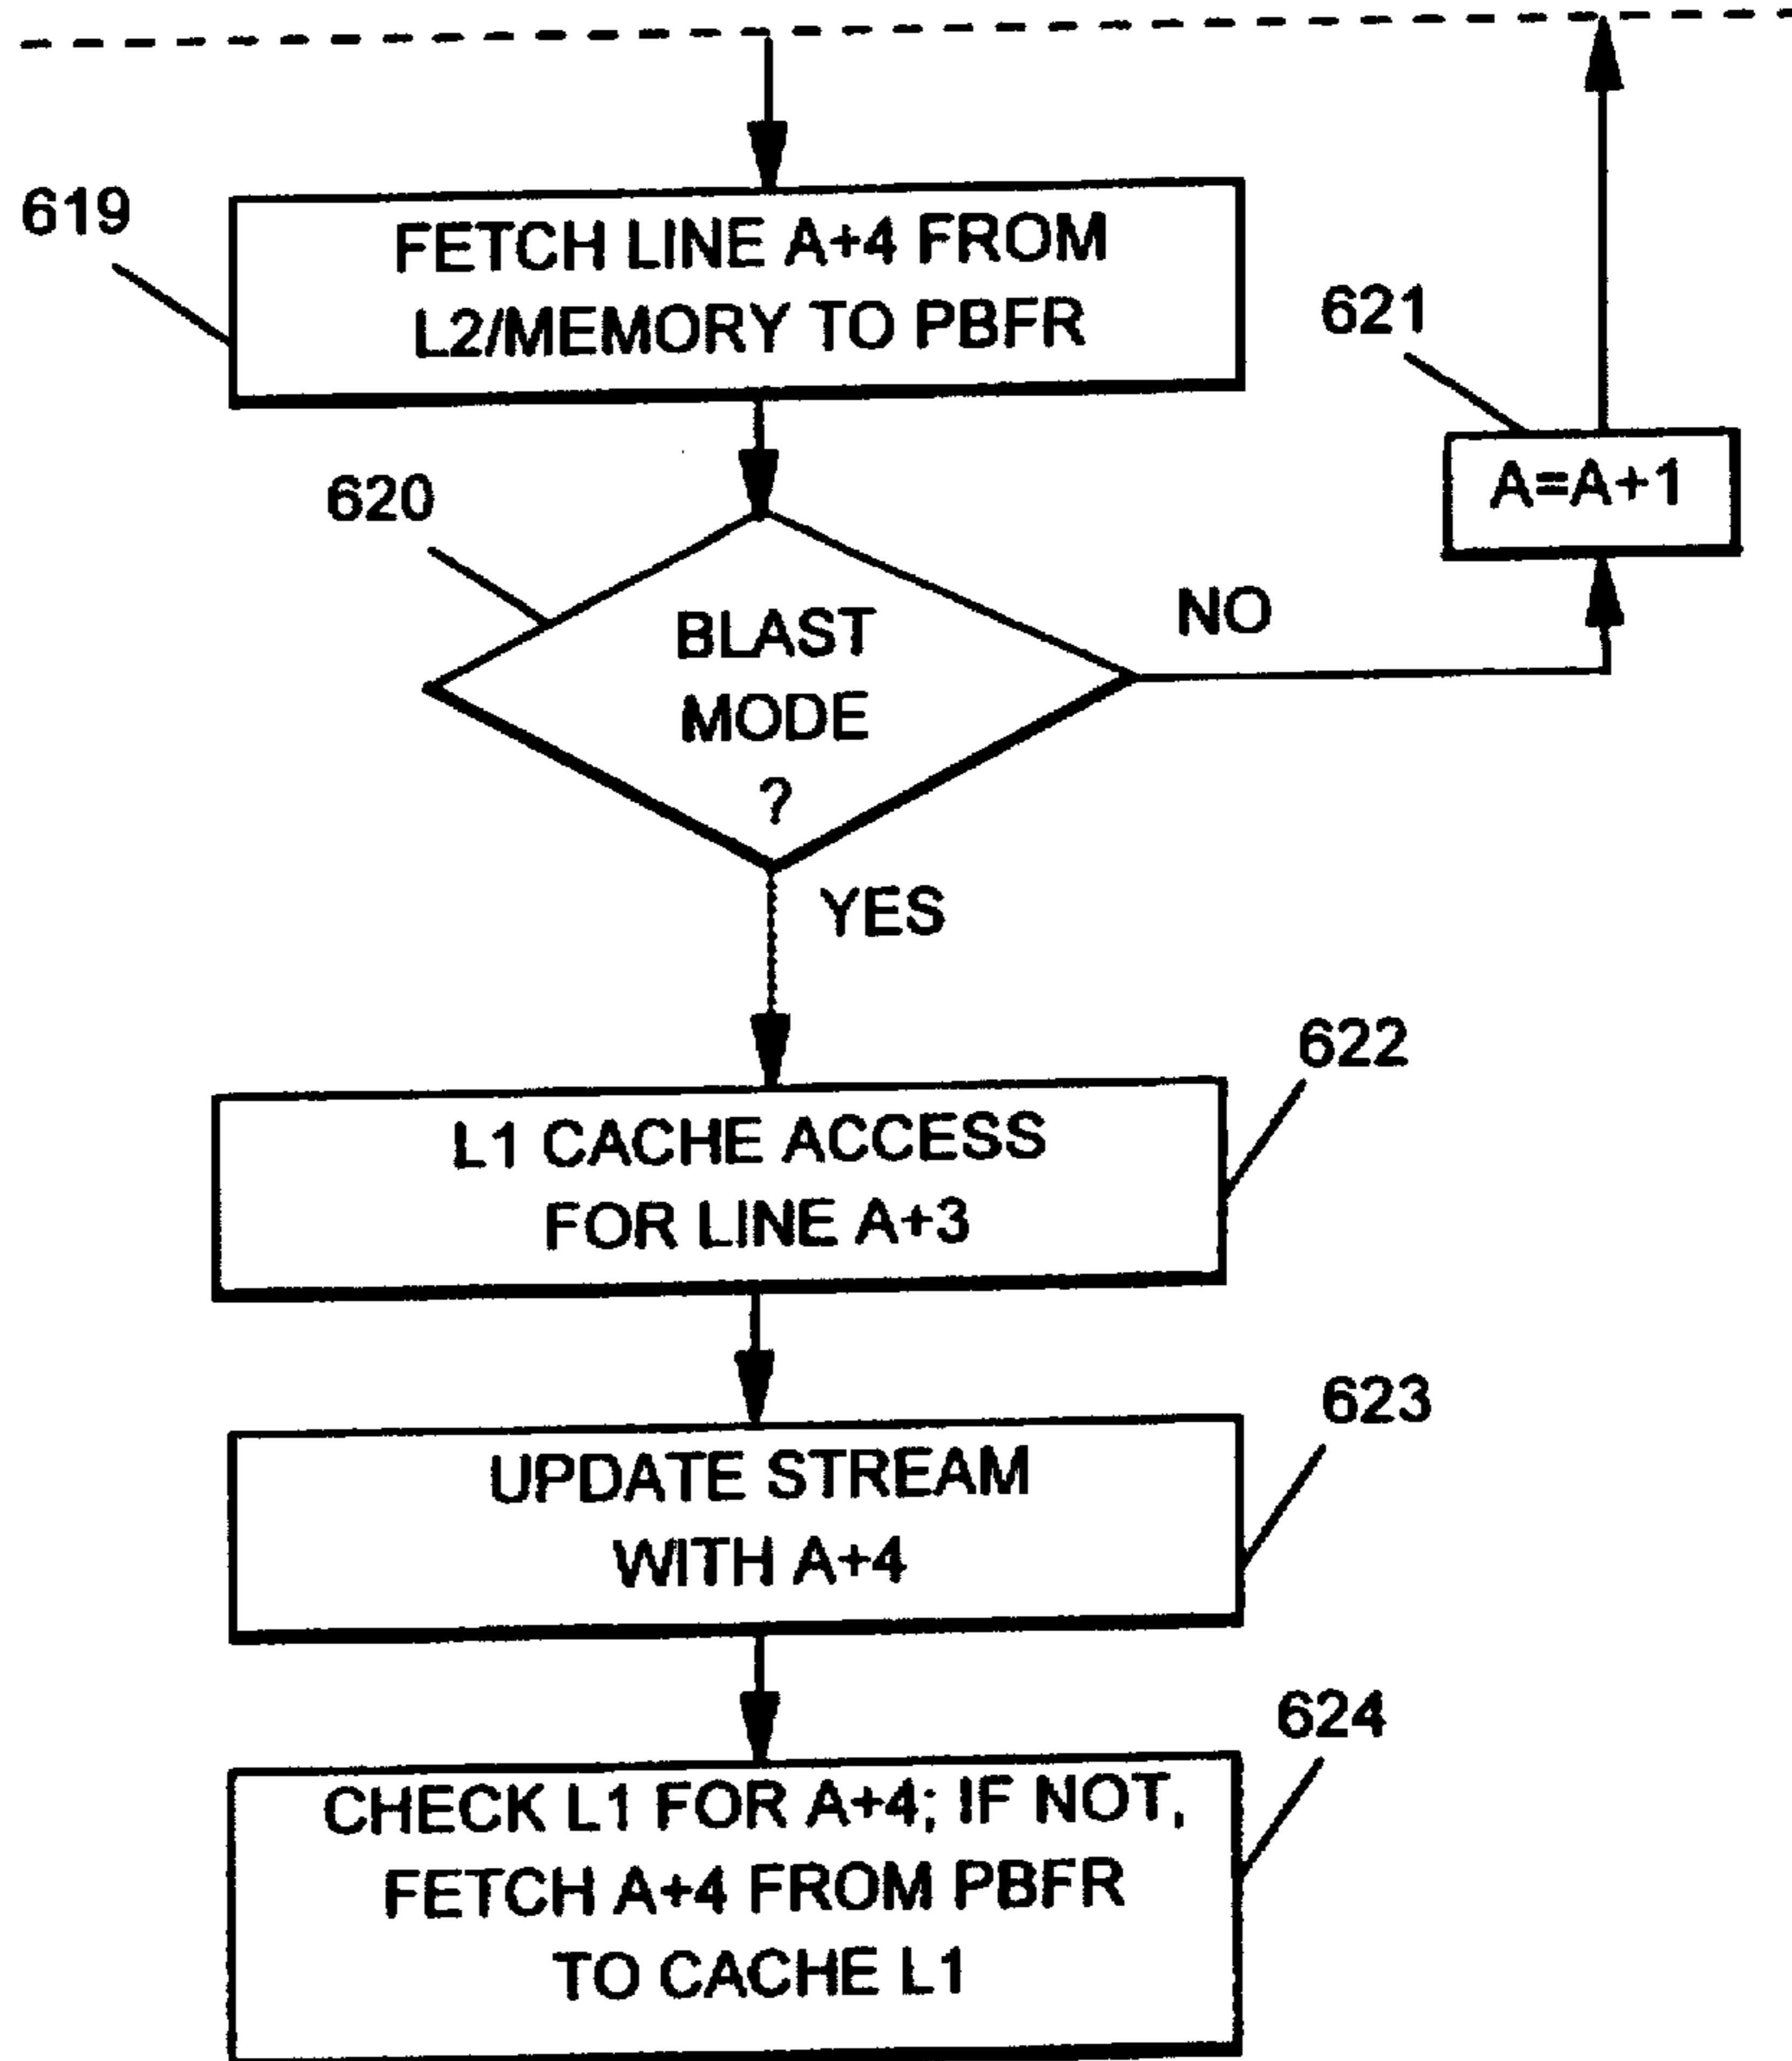 619
FETCH LINE A+4 FROM
L2/MEMORY TO PBFR
621
A=A+1
620
BLAST
MODE
?
NO
YES
622
L1 CACHE ACCESS
FOR LINE A+3
623
UPDATE STREAM
WITH A+4
624
CHECK L1 FOR A+4; IF NOT,
FETCH A+4 FROM PBFR
TO CACHE L1